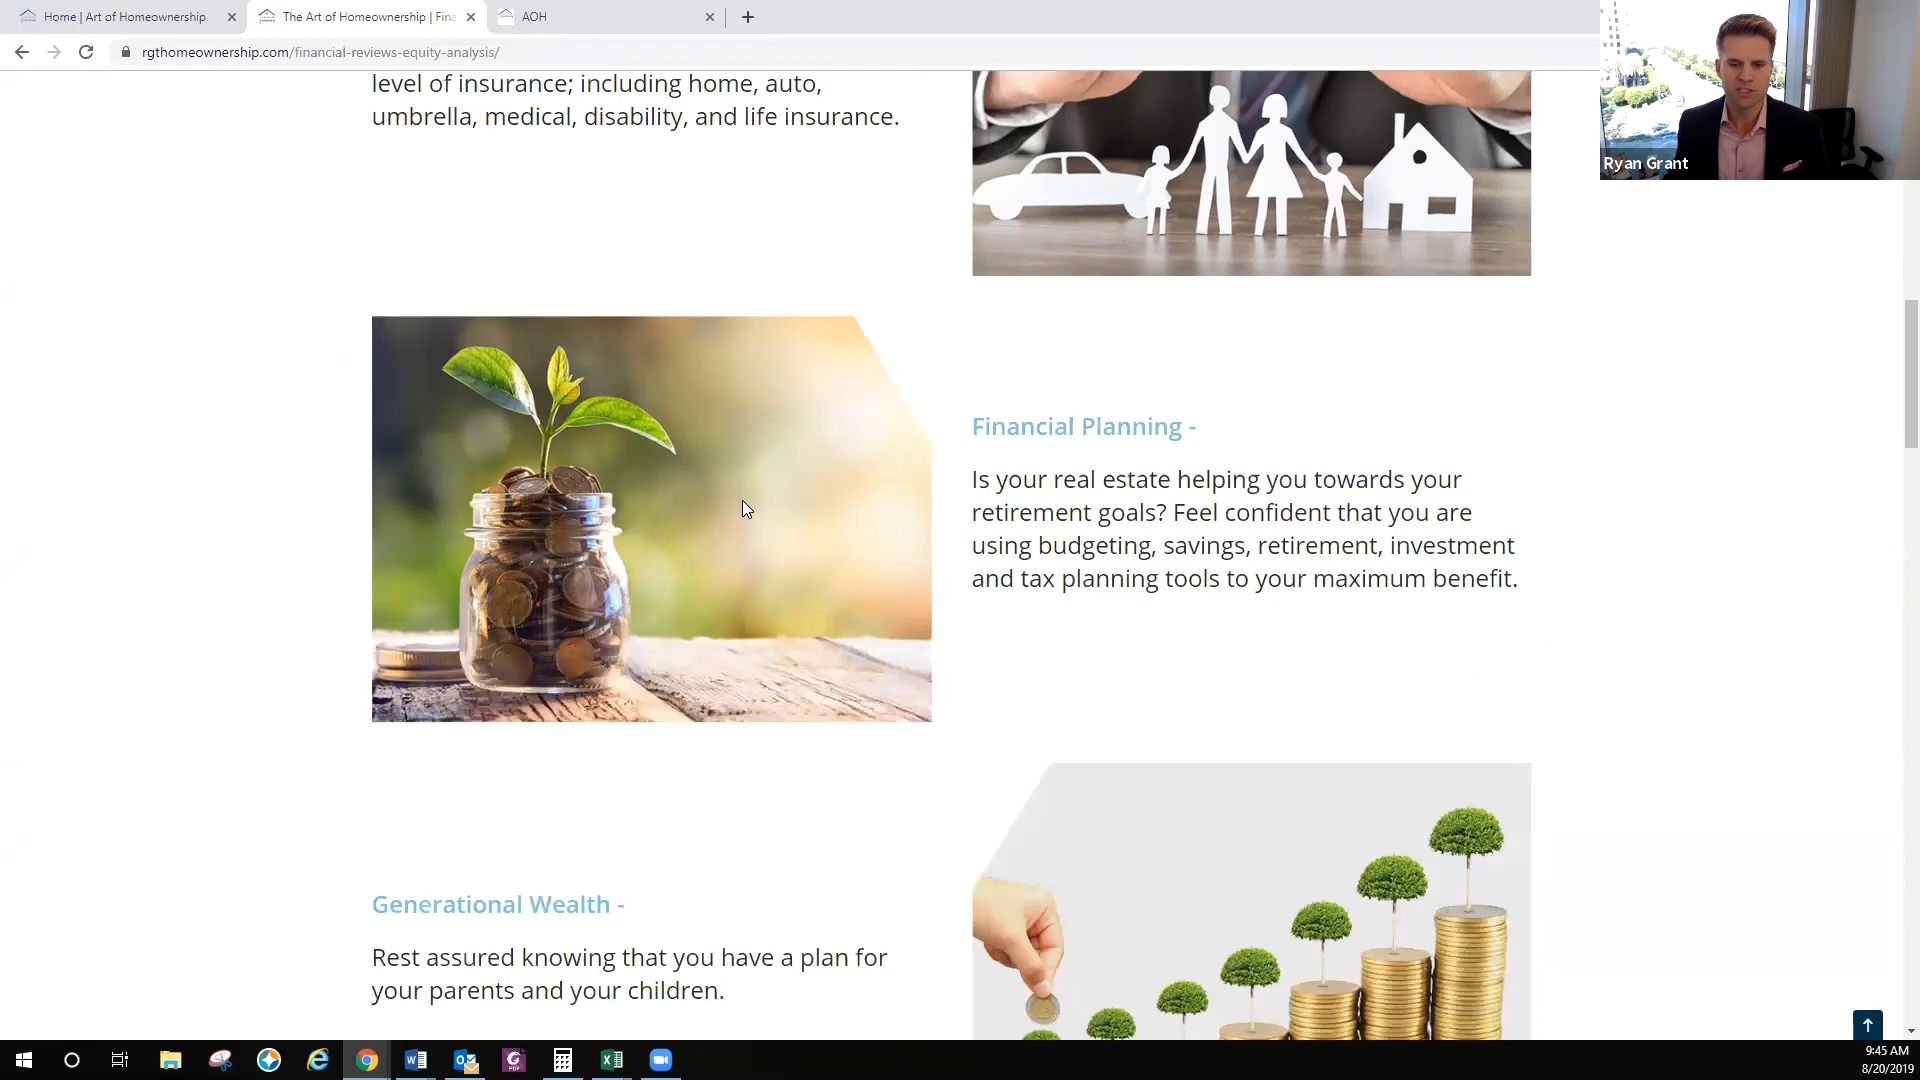 Home | Art of Homeownership
The Art of Homeownership | Fina
AOH
rgthomeownership.com/financial-reviews-equity-analysis/
Ryan Grant
level of insurance; including home, auto,
umbrella, medical, disability, and life insurance.
Financial Planning -
Is your real estate helping you towards your
retirement goals? Feel confident that you are
using budgeting, savings, retirement, investment
and tax planning tools to your maximum benefit.
Generational Wealth -
Rest assured knowing that you have a plan for
your parents and your children.
9:45 AM
8/20/2019